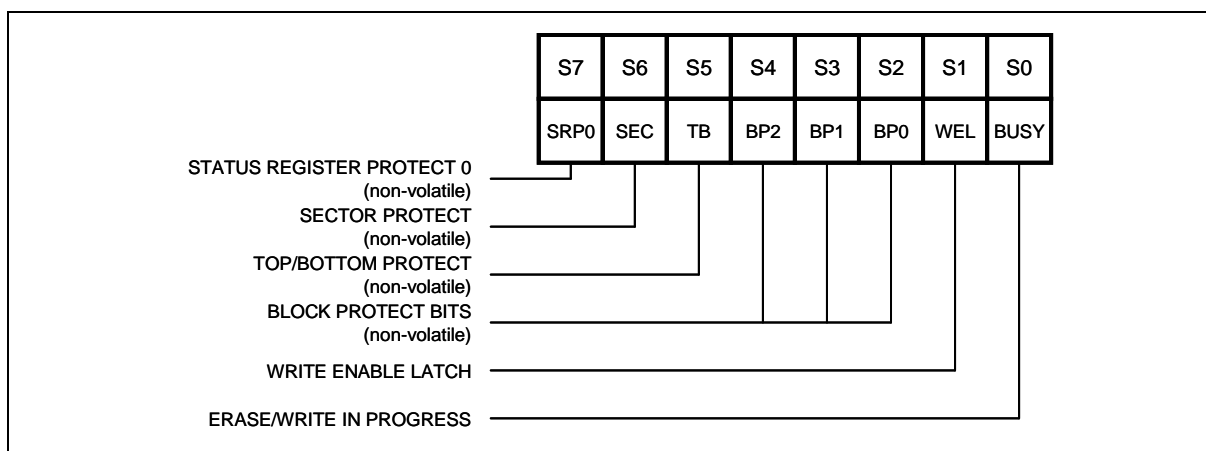 S7 S6 S5 S4 S3 S2 S1 S0
SRP0 SEC TB BP2 BP1 BP0 WEL BUSY
STATUS REGISTER PROTECT 0
(non-volatile)
SECTOR PROTECT
(non-volatile)
TOP/BOTTOM PROTECT
(non-volatile)
BLOCK PROTECT BITS
(non-volatile)
WRITE ENABLE LATCH
ERASE/WRITE IN PROGRESS